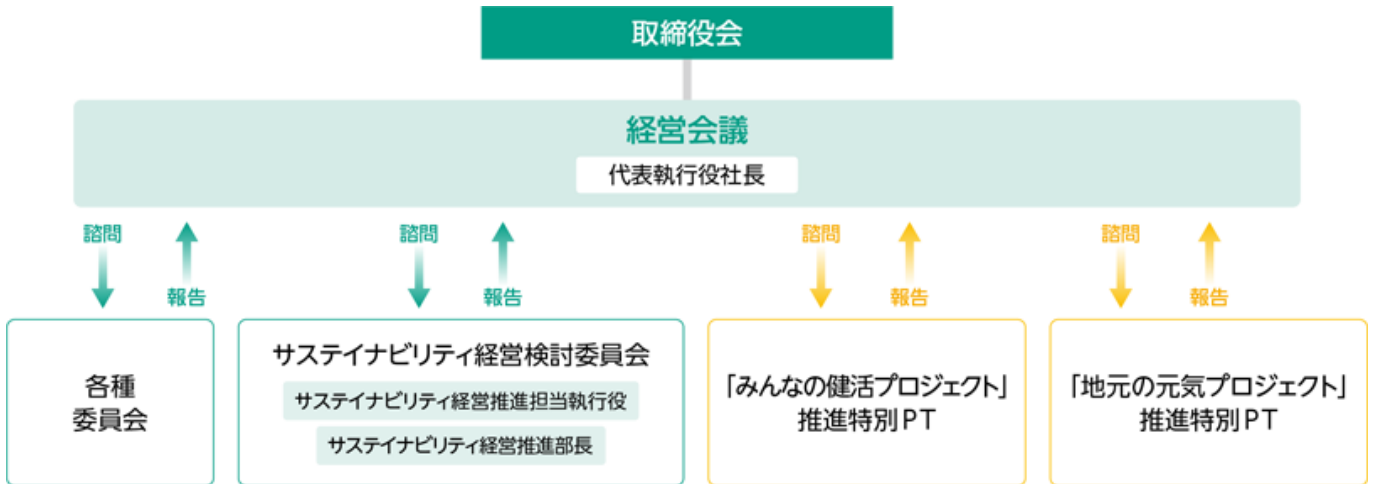 取締役会
経営会議
代表執行役社長
諮問
報告
諮問
報告
諮問
報告
諮問
報告
各種
委員会
サステイナビリティ経営検討委員会
サステイナビリティ経営推進担当執行役
サステイナビリティ経営推進部長
「みんなの健活プロジェクト」
推進特別PT
「地元の元気プロジェクト」
推進特別PT